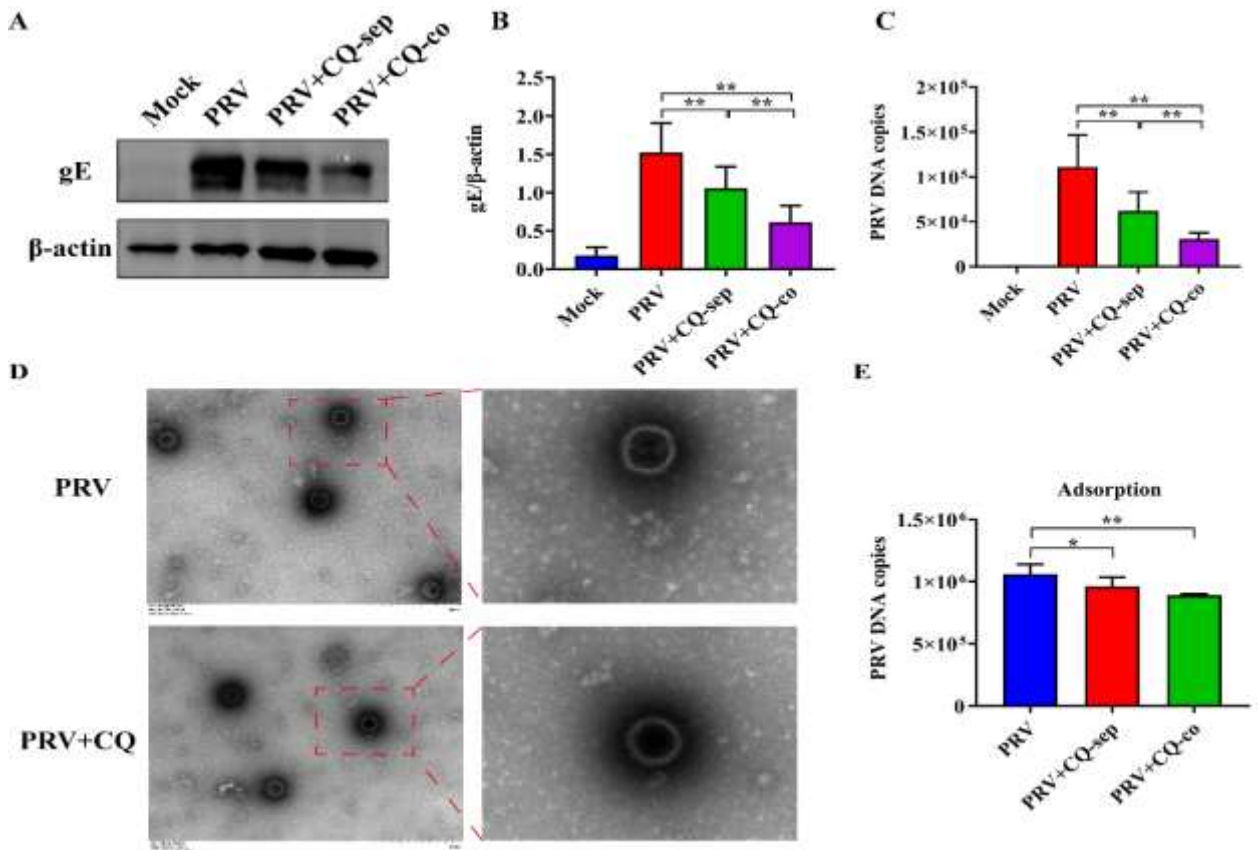 A
Mock
PRV
PRV+CQ-sep
PRV+CQ-co
gE
β-actin
B
gE/β-actin
2.5
2.0
1.5
1.0
0.5
0.0
**
** **
Mock
PRV
PRV+CQ-sep
PRV+CQ-co
C
PRV DNA copies
2×10⁵
1.5×10⁵
1×10⁵
5×10⁴
0
**
** **
Mock
PRV
PRV+CQ-sep
PRV+CQ-co
D
PRV
PRV+CQ
E
Adsorption
PRV DNA copies
1.5×10⁶
1×10⁶
5×10⁵
0
**
*
PRV
PRV+CQ-sep
PRV+CQ-co